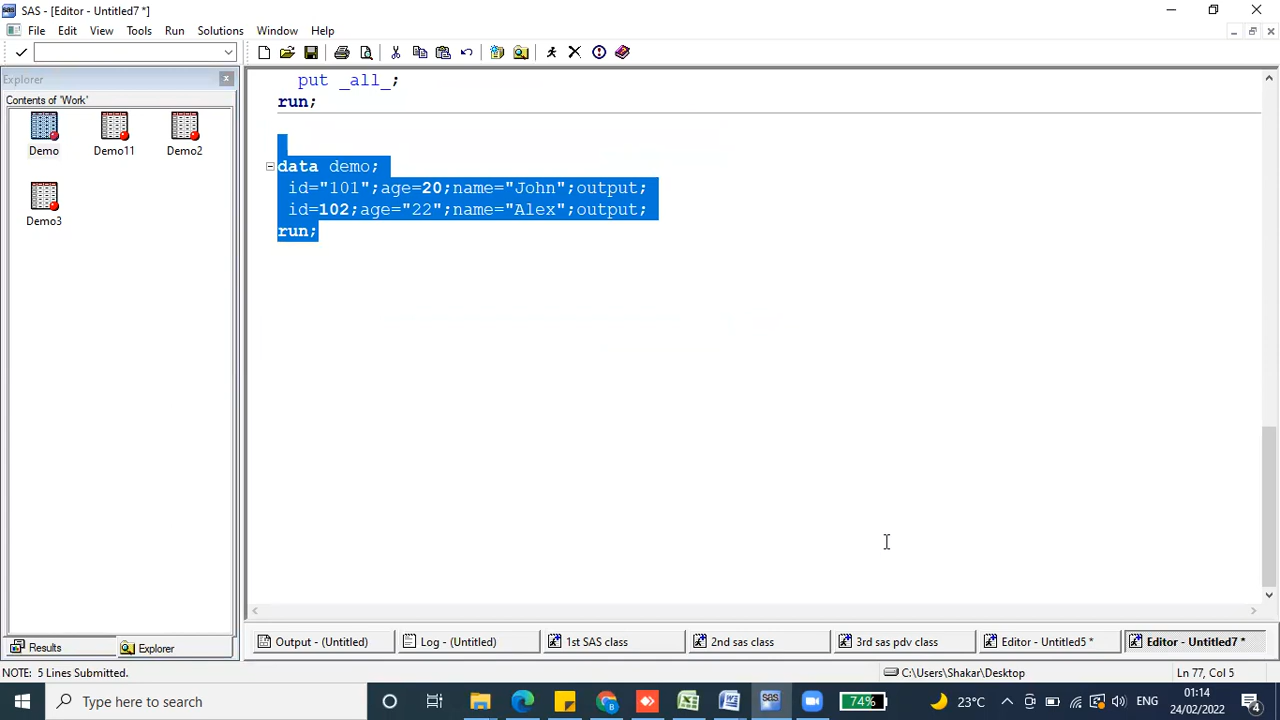 SAS - [Editor - Untitled7 *]
File Edit View Tools Run Solutions Window Help
Explorer
Contents of 'Work'
Demo Demo11 Demo2
Demo3
put _all_;
run;
data demo;
id="101";age=20;name="John";output;
id=102;age="22";name="Alex";output;
run;
Results Explorer
Output - (Untitled) Log - (Untitled) 1st SAS class 2nd sas class 3rd sas pdv class Editor - Untitled5 * Editor - Untitled7 *
NOTE: 5 Lines Submitted. C:\Users\Shakar\Desktop Ln 77, Col 5
Type here to search 74% 23°C ENG 01:14
24/02/2022